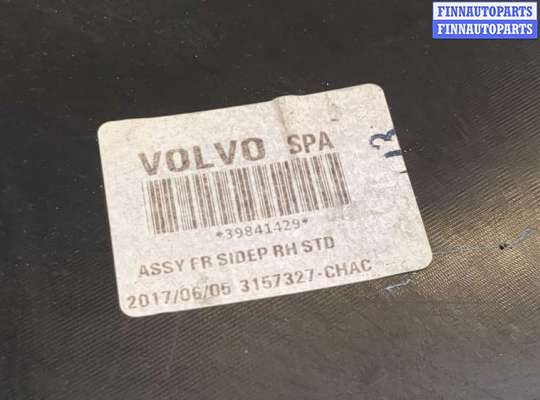 FINNAUTOPARTS
FINNAUTOPARTS
VOLVO SPA
*39841429*
ASSY FR SIDEP RH STD
2017/06/05 3157327-CHAC